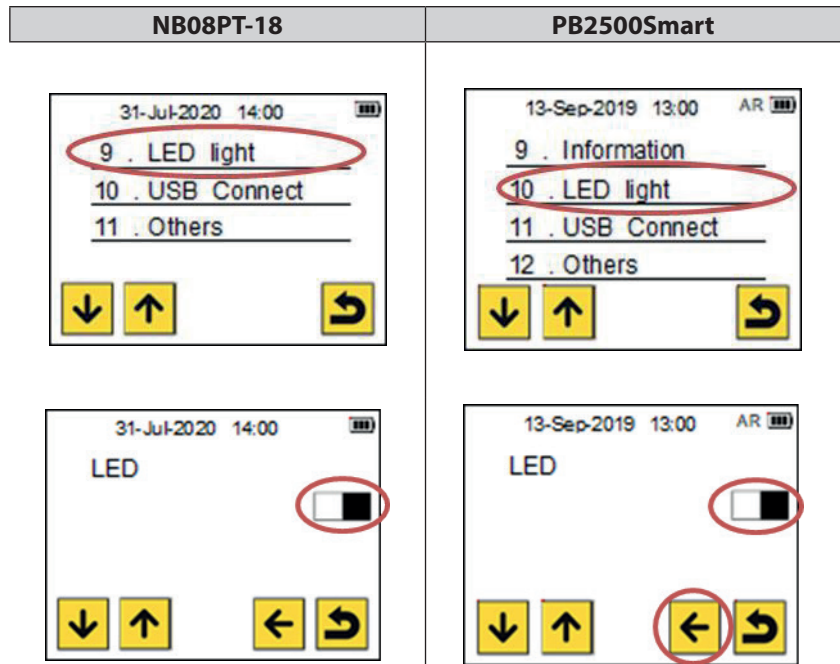 NB08PT-18
PB2500Smart
31-Jul-2020 14:00
9 . LED light
10 . USB Connect
11 . Others
13-Sep-2019 13:00 AR
9 . Information
10 . LED light
11 . USB Connect
12 . Others
31-Jul-2020 14:00
LED
13-Sep-2019 13:00 AR
LED